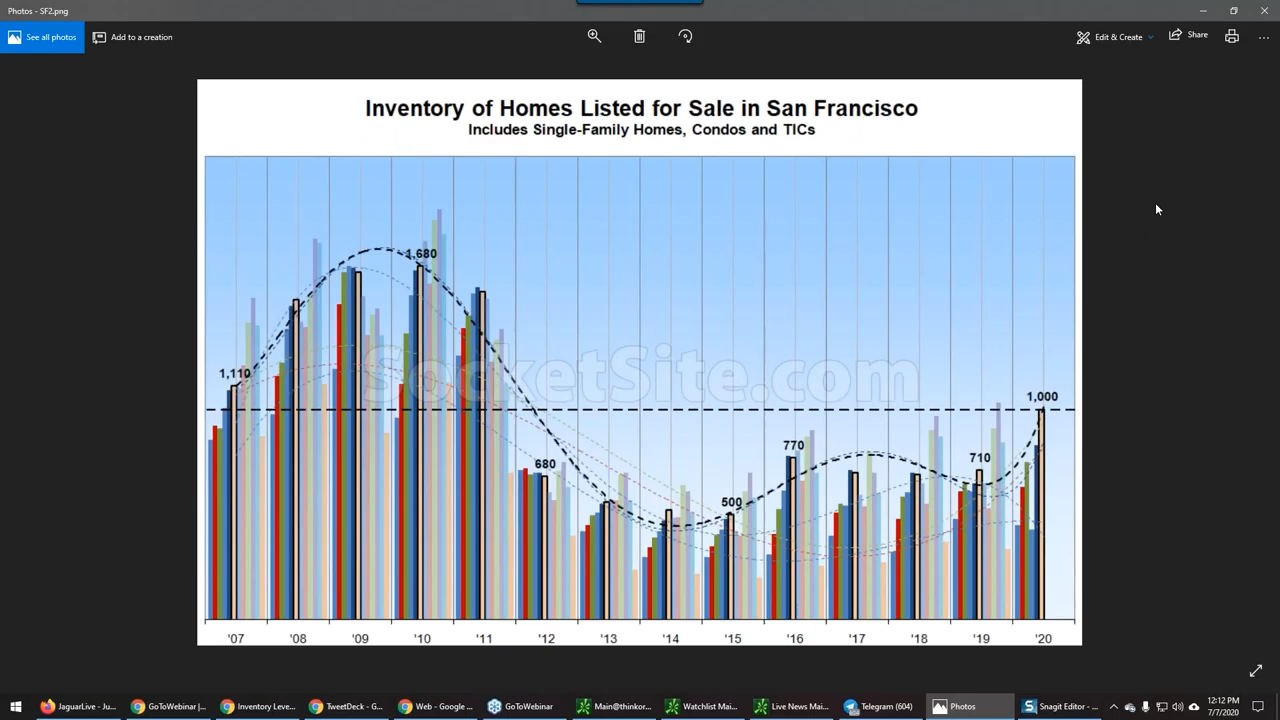 Photos - SF2.png
See all photos
Add to a creation
Edit & Create
Share
Inventory of Homes Listed for Sale in San Francisco
Includes Single-Family Homes, Condos and TICs
1,680
SocketSite.com
1,110
1,000
770
710
680
500
'07 '08 '09 '10 '11 '12 '13 '14 '15 '16 '17 '18 '19 '20
JaguarLive - Ju...
GoToWebinar |...
Inventory Leve...
TweetDeck - G...
Web - Google ...
GoToWebinar
Main@thinkor...
Watchlist Mai...
Live News Mai...
Telegram (604)
Photos
Snagit Editor - ...
12:12 PM
7/7/2020